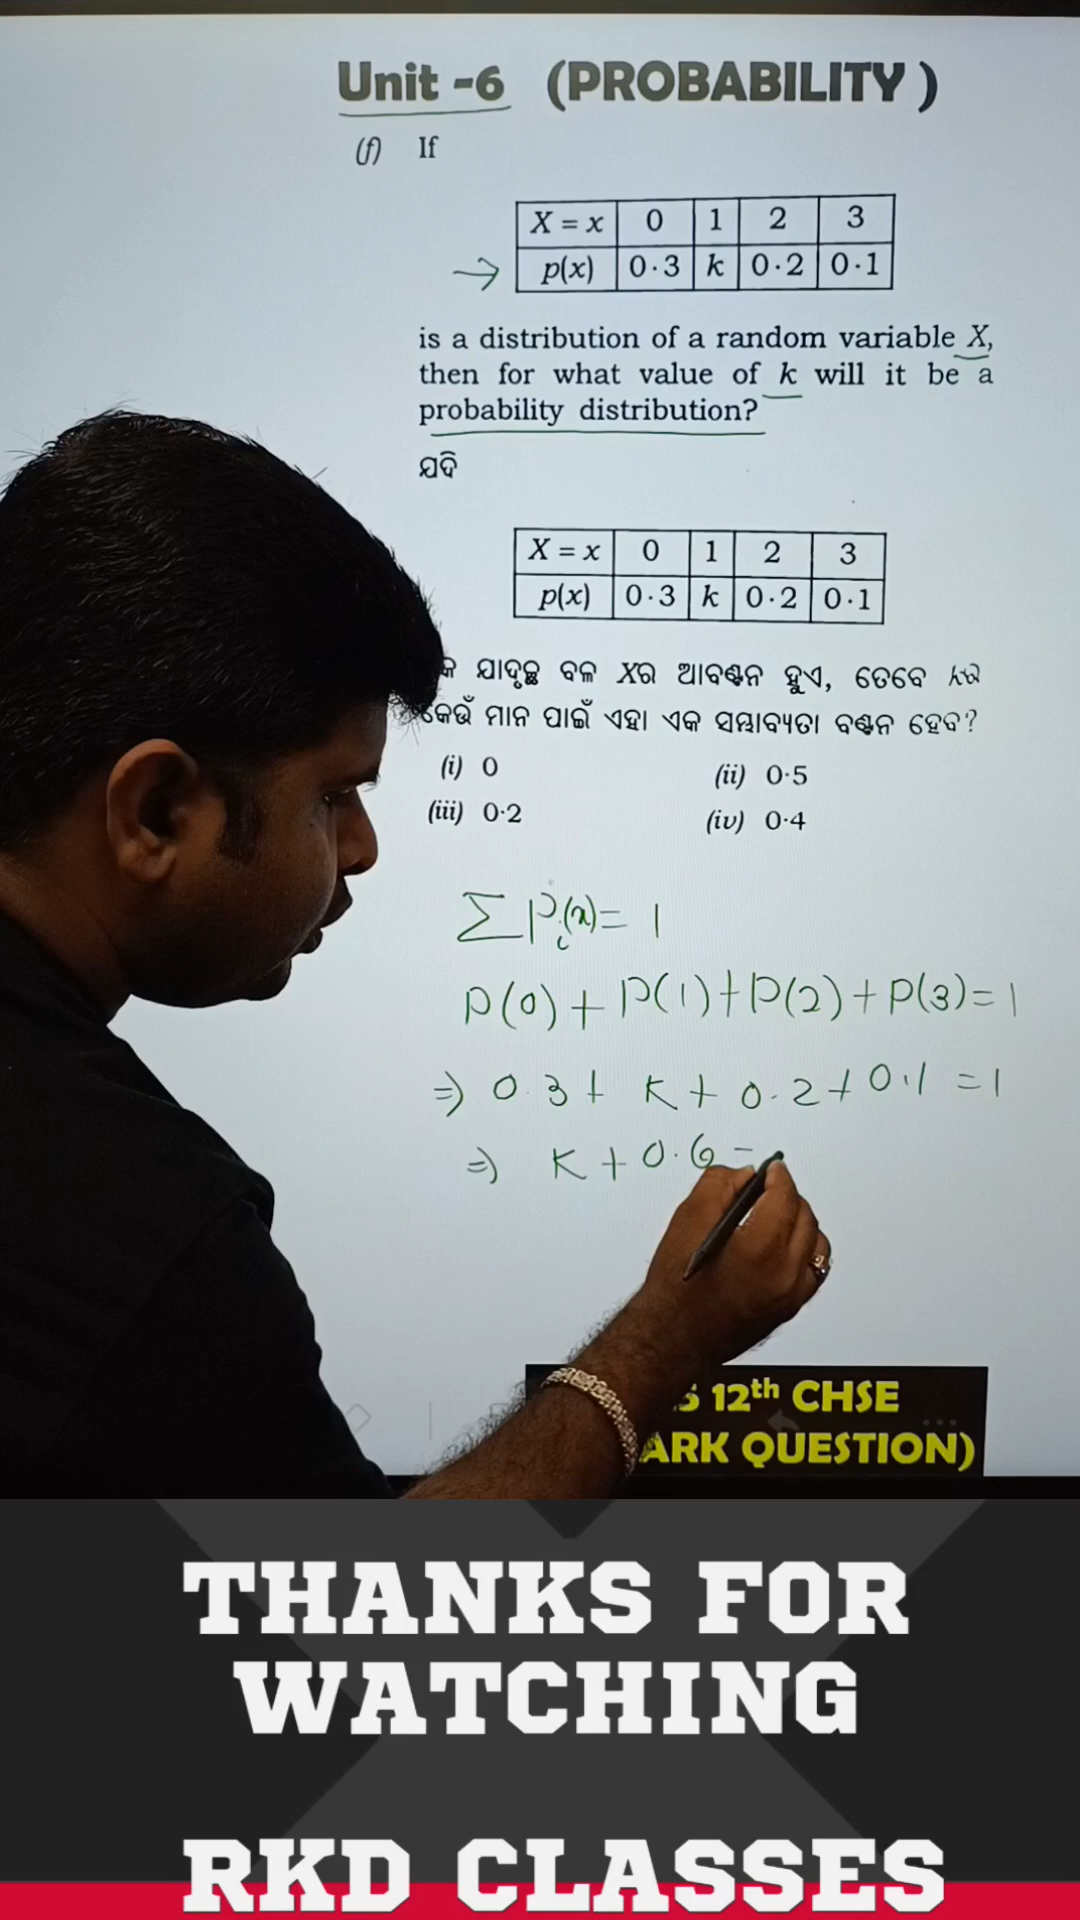 Unit -6 (PROBABILITY)
(f) If
X = x 0 1 2 3
p(x) 0·3 k 0·2 0·1
is a distribution of a random variable X,
then for what value of k will it be a
probability distribution?
ଯଦି
X = x 0 1 2 3
p(x) 0·3 k 0·2 0·1
ଯାଦୃଚ୍ଛ ବଳ Xର ଆବଣ୍ଟନ ହୁଏ, ତେବେ kର
କେଉଁ ମାନ ପାଇଁ ଏହା ଏକ ସମ୍ଭାବ୍ୟତା ବଣ୍ଟନ ହେବ?
(i) 0 (ii) 0·5
(iii) 0·2 (iv) 0·4
∑Pᵢ(x) = 1
P(0) + P(1) + P(2) + P(3) = 1
⇒ 0.3 + K + 0.2 + 0.1 = 1
⇒ K + 0.6 =
12th CHSE
ARK QUESTION)
THANKS FOR
WATCHING
RKD CLASSES